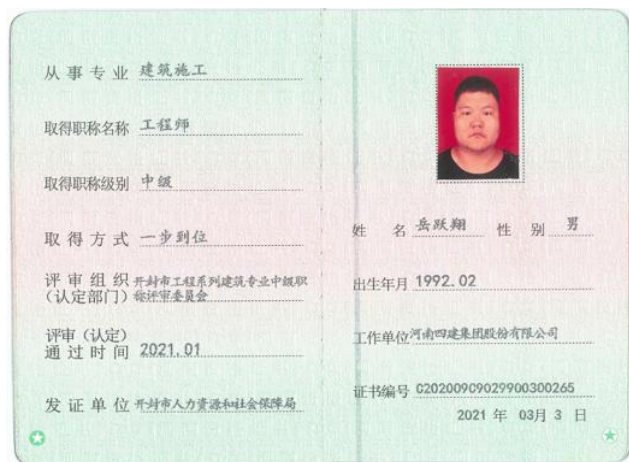 从事专业 建筑施工
取得职称名称 工程师
取得职称级别 中级
取得方式 一步到位
评审组织 开封市工程系列建筑专业中级职
(认定部门) 称评审委员会
评审(认定)
通过时间 2021.01
发证单位 开封市人力资源和社会保障局
姓名 岳跃翔 性别 男
出生年月 1992.02
工作单位 河南四建集团股份有限公司
证书编号 C20200909029900300265
2021 年 03月 3 日